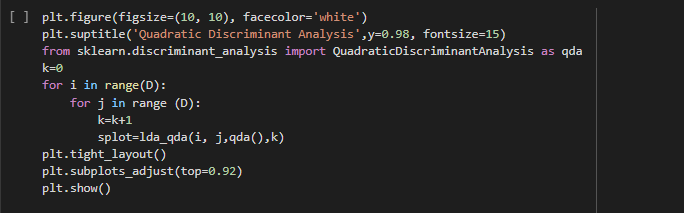 [ ] plt.figure(figsize=(10, 10), facecolor='white')
plt.suptitle('Quadratic Discriminant Analysis',y=0.98, fontsize=15)
from sklearn.discriminant_analysis import QuadraticDiscriminantAnalysis as qda
k=0
for i in range(D):
    for j in range (D):
        k=k+1
        splot=lda_qda(i, j,qda(),k)
plt.tight_layout()
plt.subplots_adjust(top=0.92)
plt.show()